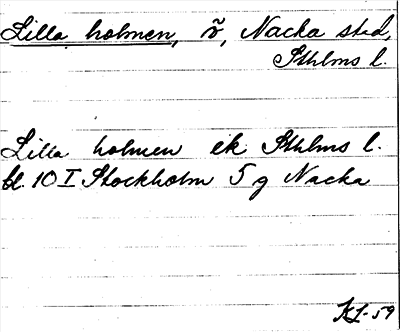 Lilla holmen, ñ, Nacka stad,
Sthlms l.
Lilla holmen ek Sthlms l.
bl. 10 I Stockholm 5 g Nacka
KL-59